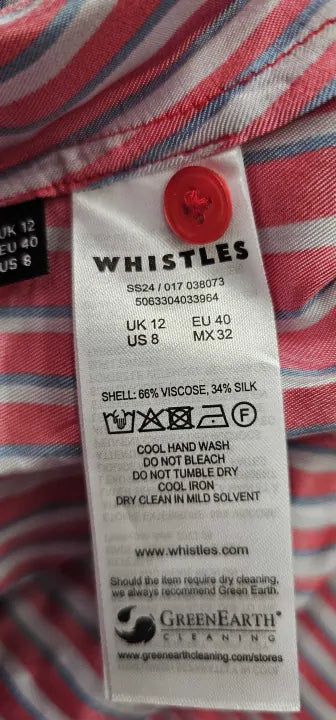 UK 12
EU 40
US 8
WHISTLES
SS24 / 017 038073
5063304033964
UK 12 EU 40
US 8 MX 32
SHELL: 66% VISCOSE, 34% SILK
F
COOL HAND WASH
DO NOT BLEACH
DO NOT TUMBLE DRY
COOL IRON
DRY CLEAN IN MILD SOLVENT
www.whistles.com
Should the item require dry cleaning,
we always recommend Green Earth.
GREENEARTH®
CLEANING
www.greenearthcleaning.com/stores